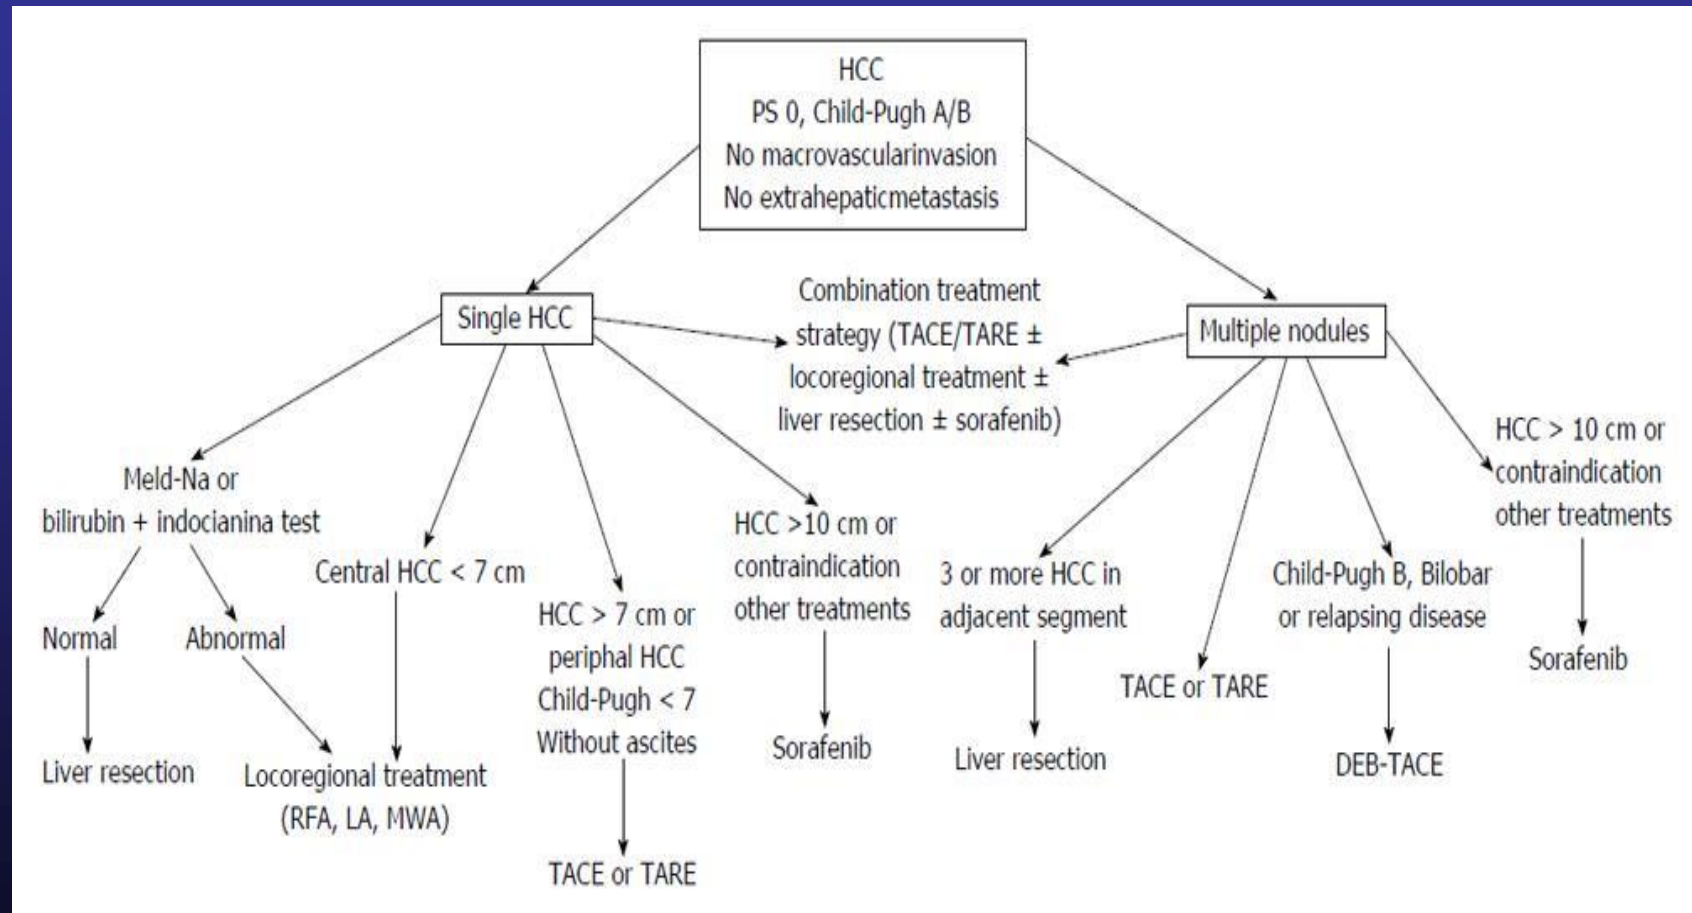 HCC
PS 0, Child-Pugh A/B
No macrovascularinvasion
No extrahepaticmetastasis
Single HCC
Combination treatment
strategy (TACE/TARE ±
locoregional treatment ±
liver resection ± sorafenib)
Multiple nodules
Meld-Na or
bilirubin + indocianina test
Normal
Abnormal
Liver resection
Central HCC < 7 cm
Locoregional treatment
(RFA, LA, MWA)
HCC > 7 cm or
periphal HCC
Child-Pugh < 7
Without ascites
TACE or TARE
HCC >10 cm or
contraindication
other treatments
Sorafenib
3 or more HCC in
adjacent segment
Liver resection
TACE or TARE
Child-Pugh B, Bilobar
or relapsing disease
DEB-TACE
HCC > 10 cm or
contraindication
other treatments
Sorafenib